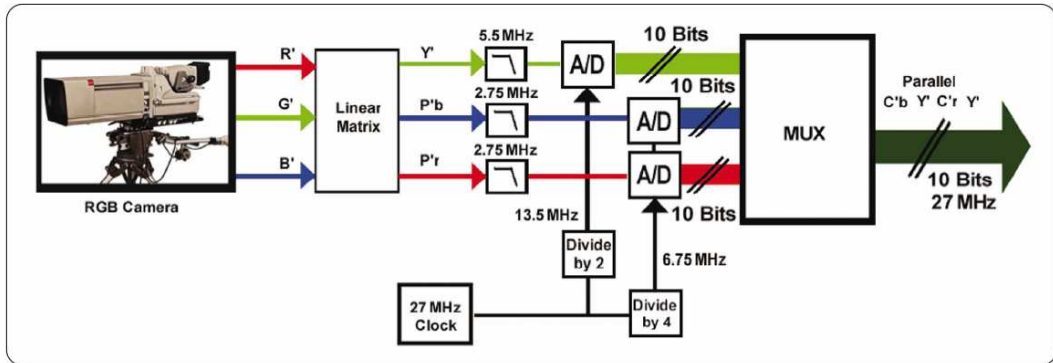 5.5 MHz
10 Bits
R'
Y'
A/D
G'
Linear
Matrix
2.75 MHz
P'b
10 Bits
A/D
MUX
Parallel
C'b Y' C'r Y'
B'
2.75 MHz
P'r
A/D
10 Bits
10 Bits
27 MHz
RGB Camera
13.5 MHz
Divide
by 2
6.75 MHz
27 MHz
Clock
Divide
by 4